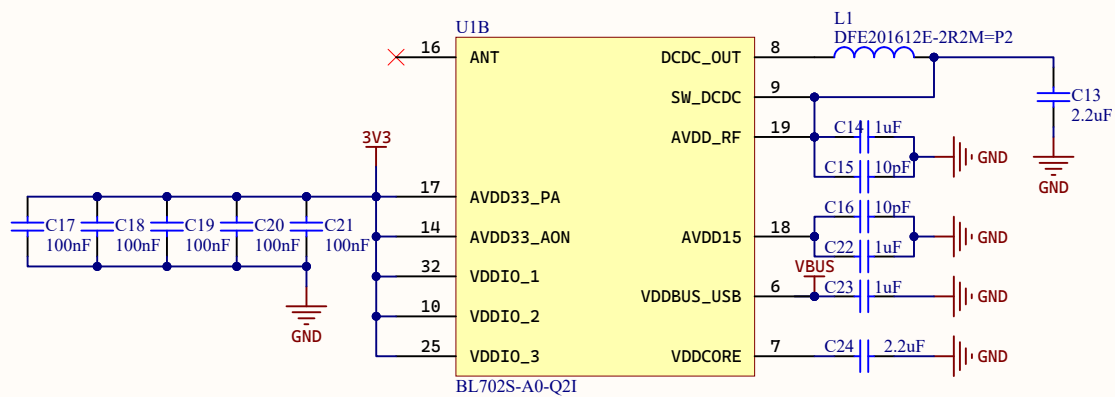 U1B
L1
DFE201612E-2R2M=P2
16
ANT
DCDC_OUT
8
SW_DCDC
9
C13
2.2uF
GND
AVDD_RF
19
C14
1uF
C15
10pF
GND
3V3
17
AVDD33_PA
C17
100nF
C18
100nF
C19
100nF
C20
100nF
C21
100nF
GND
14
AVDD33_AON
AVDD15
18
C16
10pF
C22
1uF
GND
32
VDDIO_1
VBUS
VDDBUS_USB
6
C23
1uF
GND
10
VDDIO_2
25
VDDIO_3
VDDCORE
7
C24
2.2uF
GND
BL702S-A0-Q2I